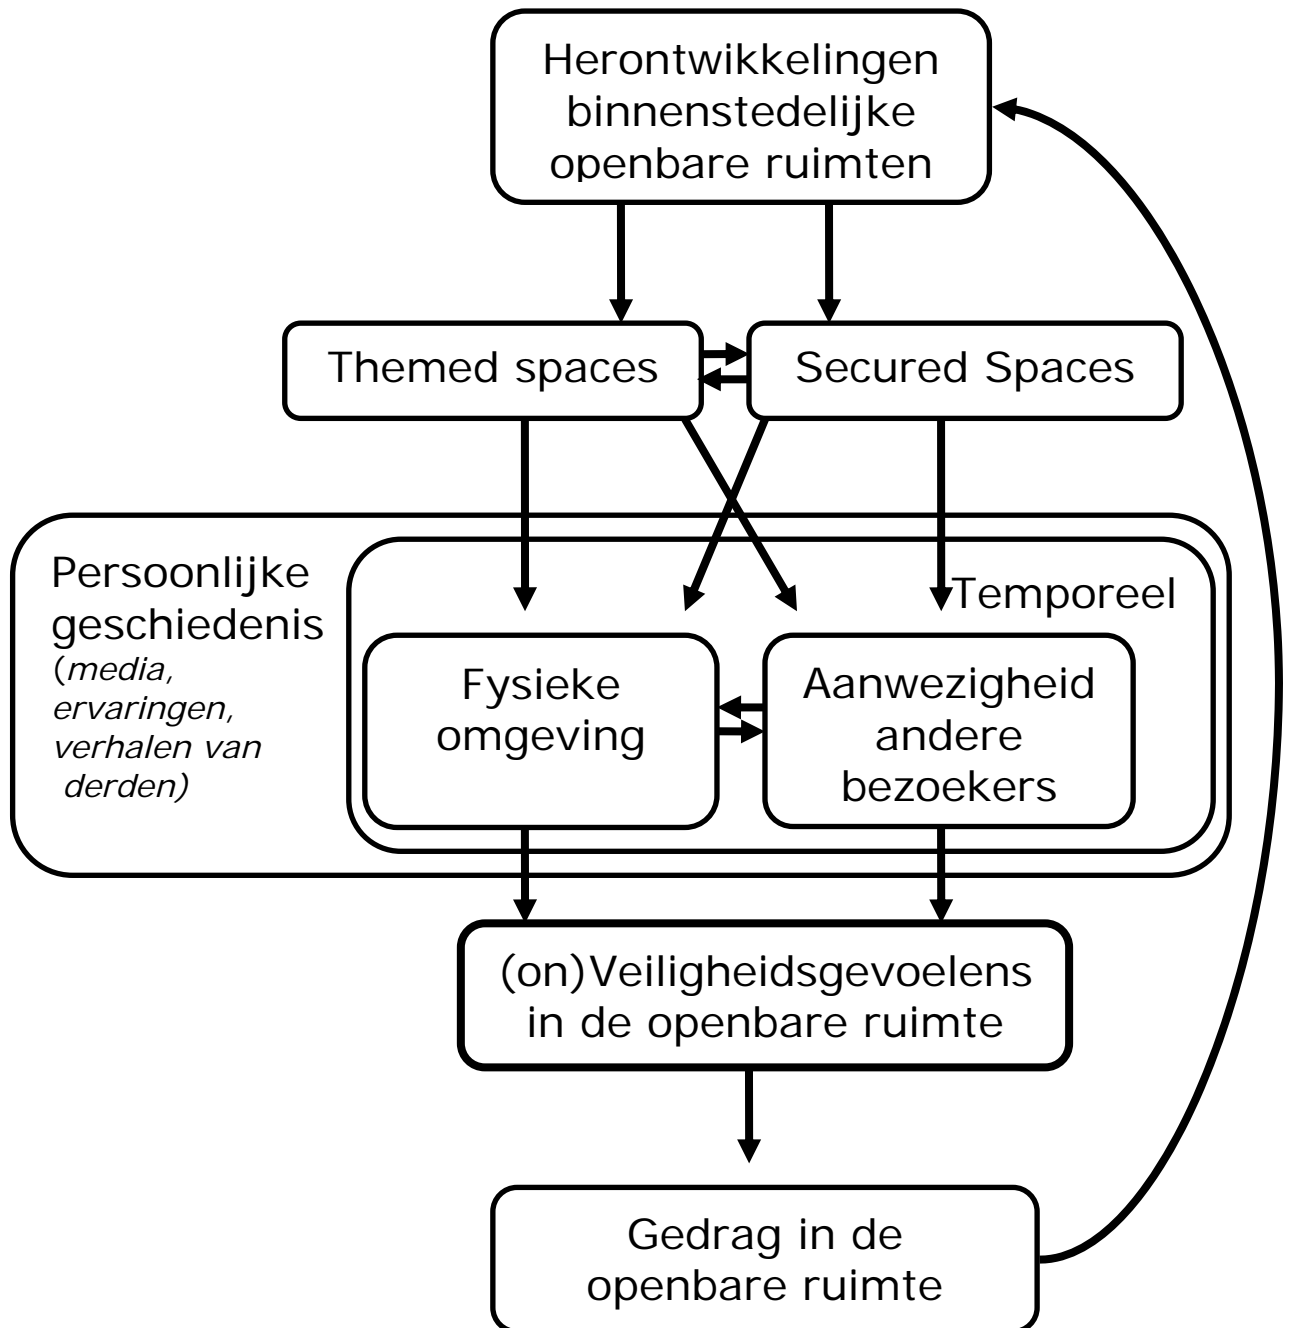 Herontwikkelingen
binnenstedelijke
openbare ruimten
Themed spaces
Secured Spaces
Persoonlijke
geschiedenis
(media,
ervaringen,
verhalen van
derden)
Temporeel
Fysieke
omgeving
Aanwezigheid
andere
bezoekers
(on)Veiligheidsgevoelens
in de openbare ruimte
Gedrag in de
openbare ruimte